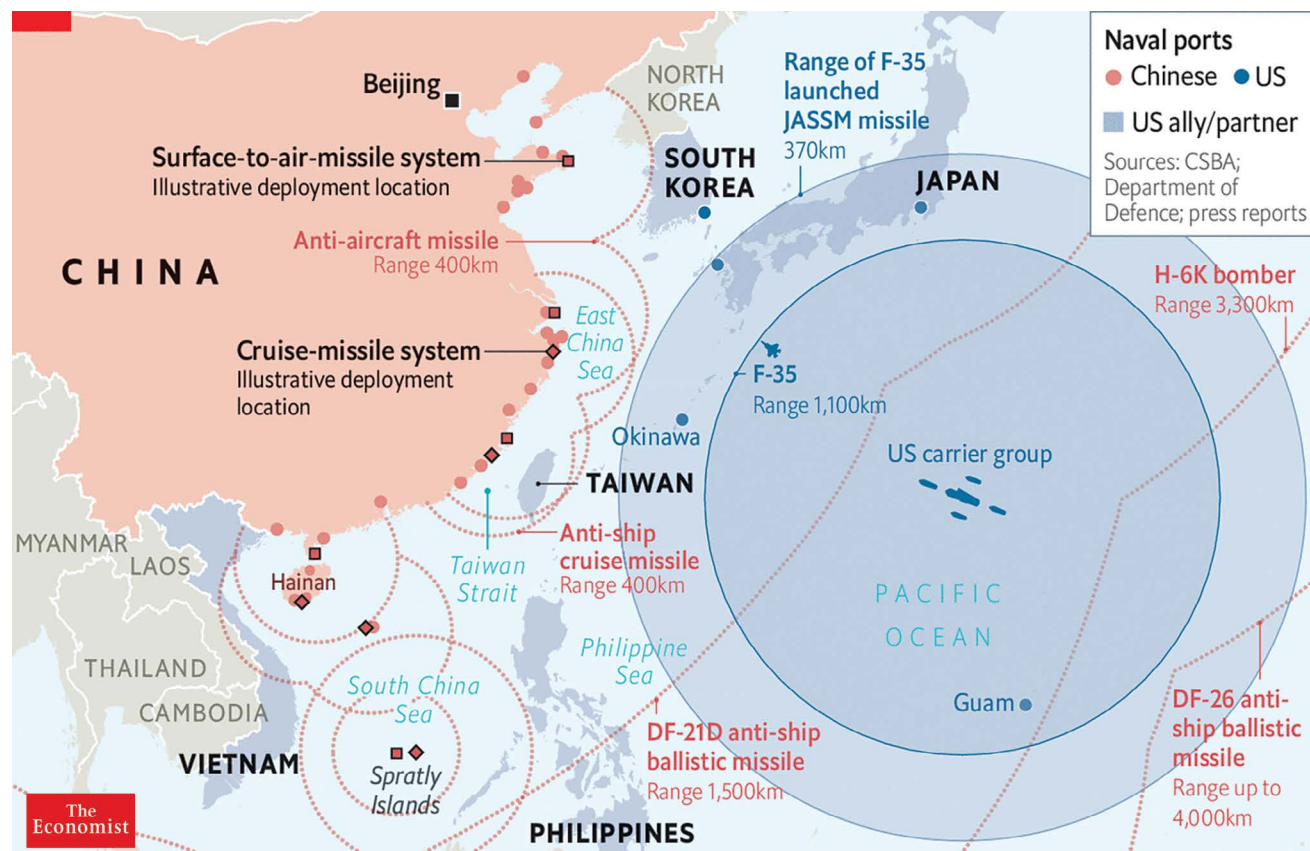 Naval ports
Chinese US
US ally/partner
Sources: CSBA;
Department of
Defence; press reports
Beijing
NORTH
KOREA
Range of F-35
launched
JASSM missile
370km
Surface-to-air-missile system
Illustrative deployment location
SOUTH
KOREA
JAPAN
Anti-aircraft missile
Range 400km
CHINA
H-6K bomber
Range 3,300km
East
China
Sea
Cruise-missile system
Illustrative deployment
location
F-35
Range 1,100km
Okinawa
US carrier group
TAIWAN
MYANMAR
LAOS
Hainan
Taiwan
Strait
Anti-ship
cruise missile
Range 400km
PACIFIC
OCEAN
THAILAND
CAMBODIA
VIETNAM
South China
Sea
Philippine
Sea
Guam
DF-21D anti-ship
ballistic missile
Range 1,500km
DF-26 anti-
ship ballistic
missile
Range up to
4,000km
Spratly
Islands
PHILIPPINES
The
Economist